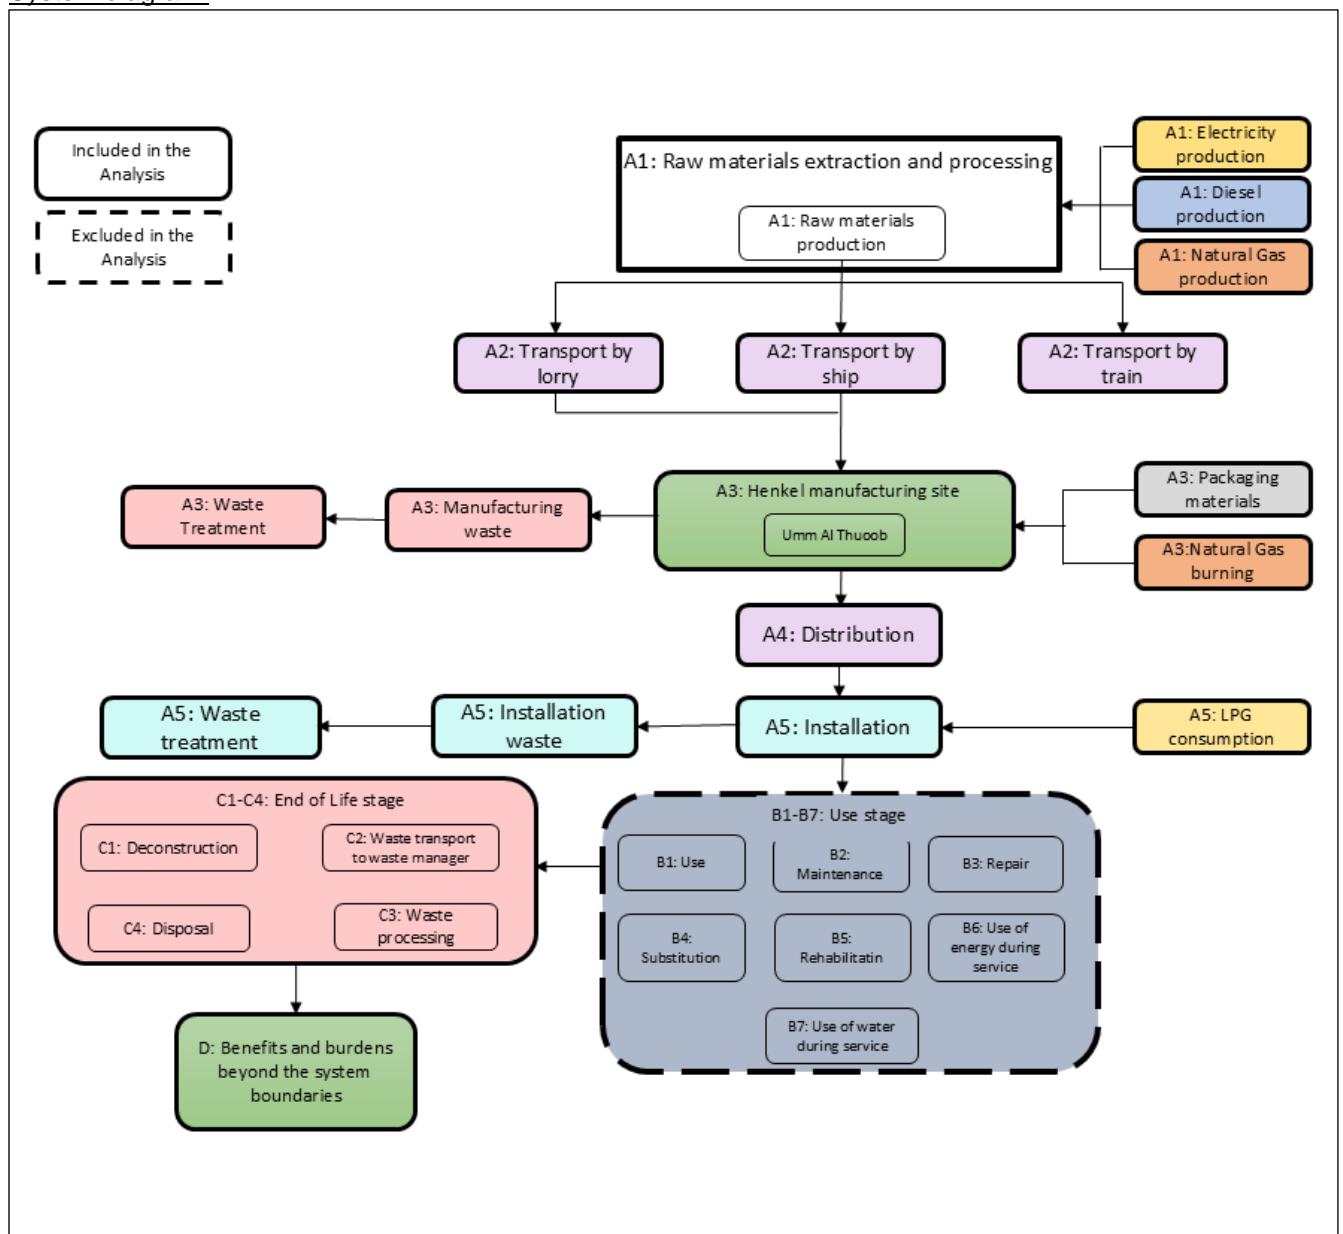 System diagram
Included in the
Analysis
Excluded in the
Analysis
A1: Raw materials extraction and processing
A1: Raw materials
production
A1: Electricity
production
A1: Diesel
production
A1: Natural Gas
production
A2: Transport by
lorry
A2: Transport by
ship
A2: Transport by
train
A3: Waste
Treatment
A3: Manufacturing
waste
A3: Henkel manufacturing site
Umm Al Thuoob
A3: Packaging
materials
A3:Natural Gas
burning
A4: Distribution
A5: Waste
treatment
A5: Installation
waste
A5: Installation
A5: LPG
consumption
C1-C4: End of Life stage
C1: Deconstruction
C2: Waste transport
to waste manager
C4: Disposal
C3: Waste
processing
B1-B7: Use stage
B1: Use
B2:
Maintenance
B3: Repair
B4:
Substitution
B5:
Rehabilitatin
B6: Use of
energy during
service
B7: Use of water
during service
D: Benefits and burdens
beyond the system
boundaries